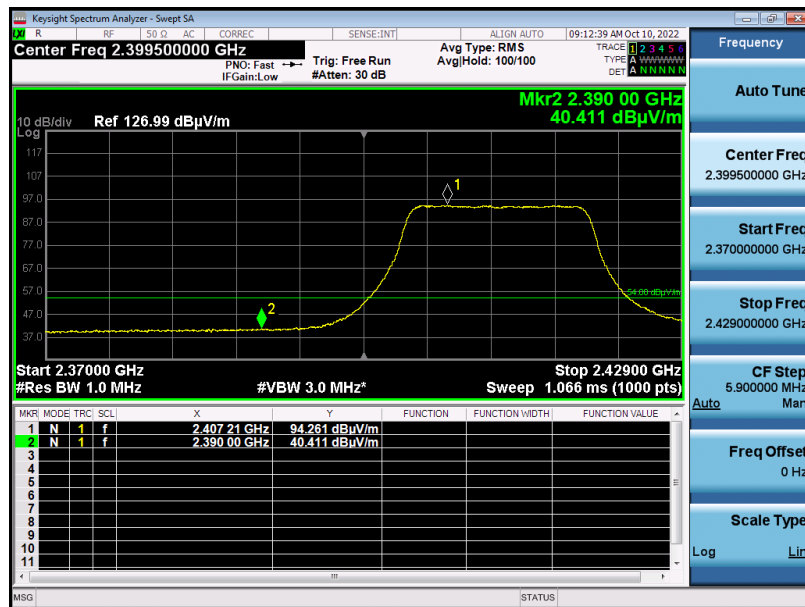 Keysight Spectrum Analyzer - Swept SA
LXI R RF 50 Ω AC CORREC SENSE:INT ALIGN AUTO 09:12:39 AM Oct 10, 2022
Center Freq 2.399500000 GHz
PNO: Fast
IFGain:Low
Trig: Free Run
#Atten: 30 dB
Avg Type: RMS
Avg|Hold: 100/100
TRACE 1 2 3 4 5 6
TYPE A W W W W W
DET A N N N N N
Mkr2 2.390 00 GHz
40.411 dBµV/m
10 dB/div Ref 126.99 dBµV/m
Log
117
107
97.0
87.0
77.0
67.0
57.0
47.0
37.0
1
2
54.00 dBµV/m
Start 2.37000 GHz Stop 2.42900 GHz
#Res BW 1.0 MHz #VBW 3.0 MHz* Sweep 1.066 ms (1000 pts)
MKR MODE TRC SCL X Y FUNCTION FUNCTION WIDTH FUNCTION VALUE
1 N 1 f 2.407 21 GHz 94.261 dBµV/m
2 N 1 f 2.390 00 GHz 40.411 dBµV/m
3
4
5
6
7
8
9
10
11
MSG STATUS
Frequency
Auto Tune
Center Freq
2.399500000 GHz
Start Freq
2.370000000 GHz
Stop Freq
2.429000000 GHz
CF Step
5.900000 MHz
Auto Man
Freq Offset
0 Hz
Scale Type
Log Lin